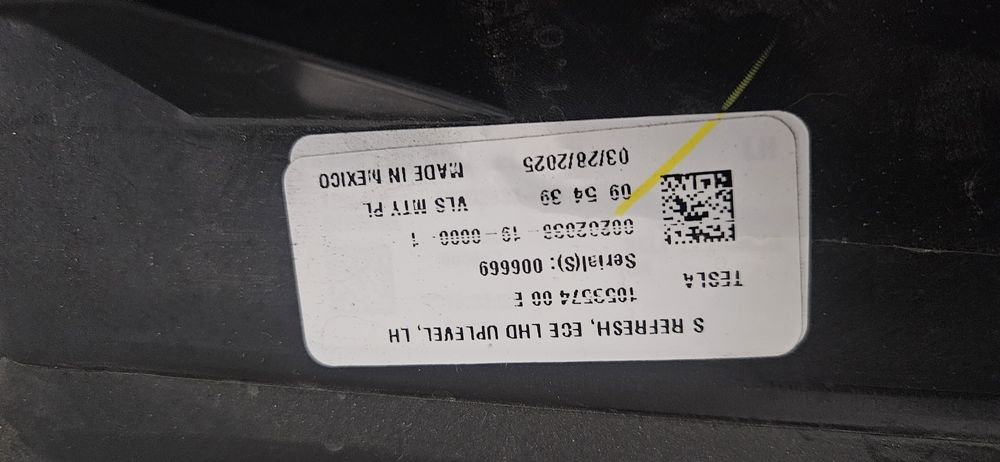 S REFRESH, ECE LHD UPLEVEL, LH
1053574 00 E
TESLA
Serial(S): 006669
00202036-19-0000-1
09 54 39 VLS MTY PL
03/28/2025 MADE IN MEXICO